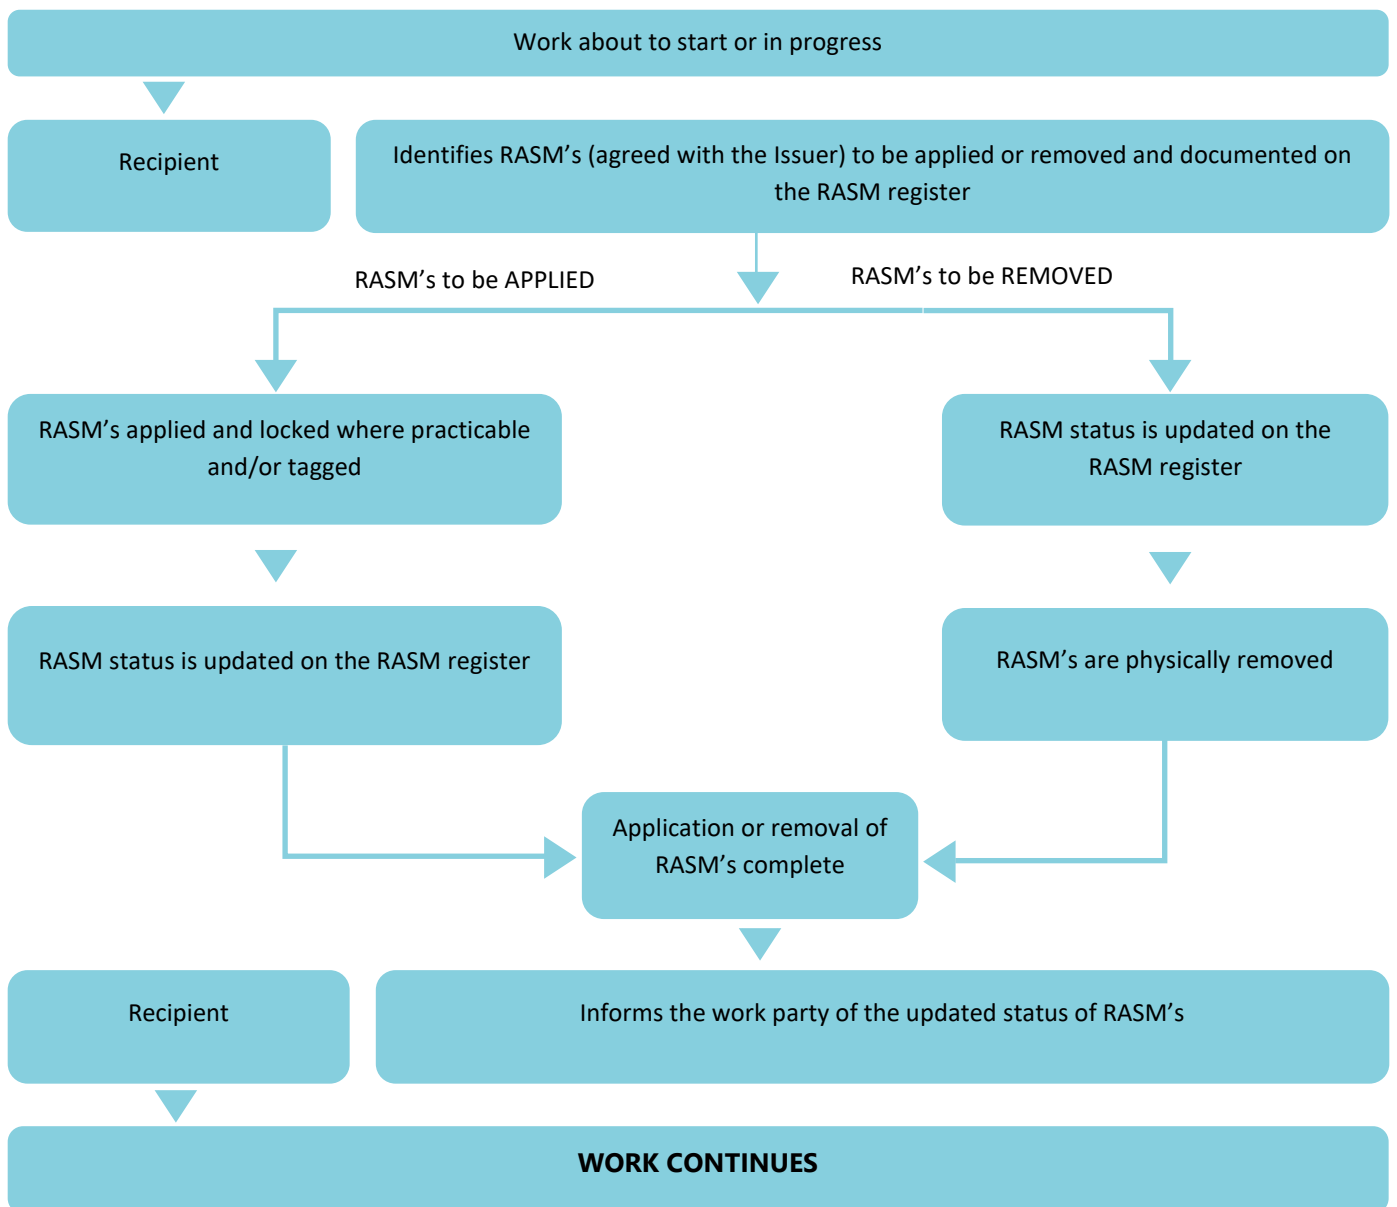 Work about to start or in progress
Recipient
Identifies RASM’s (agreed with the Issuer) to be applied or removed and documented on
the RASM register
RASM’s to be APPLIED
RASM’s to be REMOVED
RASM’s applied and locked where practicable
and/or tagged
RASM status is updated on the
RASM register
RASM status is updated on the RASM register
RASM’s are physically removed
Application or removal of
RASM’s complete
Recipient
Informs the work party of the updated status of RASM’s
WORK CONTINUES